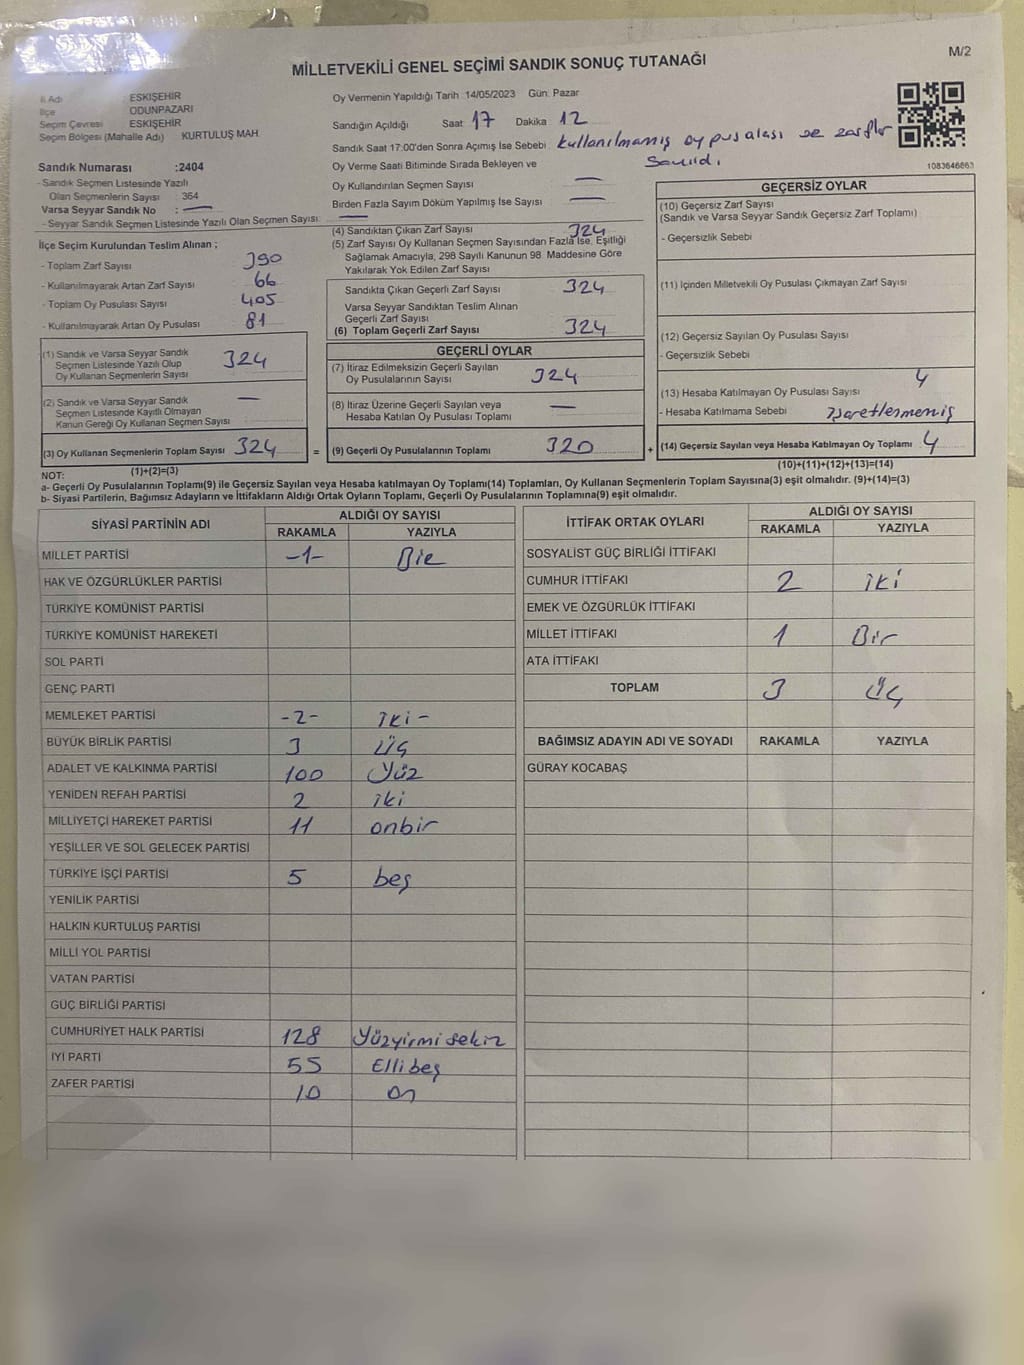 M/2
MİLLETVEKİLİ GENEL SEÇİMİ SANDIK SONUÇ TUTANAĞI
İl Adı : ESKİŞEHİR
İlçe ODUNPAZARI
Seçim Çevresi : ESKİŞEHİR
Seçim Bölgesi (Mahalle Adı) : KURTULUŞ MAH.
Sandık Numarası :2404
- Sandık Seçmen Listesinde Yazılı
Olan Seçmenlerin Sayısı : 364
Varsa Seyyar Sandık No : —
- Seyyar Sandık Seçmen Listesinde Yazılı Olan Seçmen Sayısı: —
Oy Vermenin Yapıldığı Tarih :14/05/2023 Gün: Pazar
Sandığın Açıldığı Saat 17 Dakika 12
Sandık Saat 17:00'den Sonra Açımış İse Sebebi : kullanılmamış oy pusulası ve zarflar
sayıldı.
Oy Verme Saati Bitiminde Sırada Bekleyen ve
Oy Kullandırılan Seçmen Sayısı —
Birden Fazla Sayım Döküm Yapılmış İse Sayısı —
1083646663
İlçe Seçim Kurulundan Teslim Alınan ;
- Toplam Zarf Sayısı 390
- Kullanılmayarak Artan Zarf Sayısı : 66
- Toplam Oy Pusulası Sayısı : 405
- Kullanılmayarak Artan Oy Pusulası : 81
(1) Sandık ve Varsa Seyyar Sandık
Seçmen Listesinde Yazılı Olup
Oy Kullanan Seçmenlerin Sayısı 324
(2) Sandık ve Varsa Seyyar Sandık
Seçmen Listesinde Kayıtlı Olmayan
Kanun Gereği Oy Kullanan Seçmen Sayısı —
(3) Oy Kullanan Seçmenlerin Toplam Sayısı 324
(1)+(2)=(3)
(4) Sandıktan Çıkan Zarf Sayısı 324
(5) Zarf Sayısı Oy Kullanan Seçmen Sayısından Fazla İse, Eşitliği
Sağlamak Amacıyla, 298 Sayılı Kanunun 98. Maddesine Göre
Yakılarak Yok Edilen Zarf Sayısı
Sandıkta Çıkan Geçerli Zarf Sayısı 324
Varsa Seyyar Sandıktan Teslim Alınan
Geçerli Zarf Sayısı
(6) Toplam Geçerli Zarf Sayısı 324
GEÇERLİ OYLAR
(7) İtiraz Edilmeksizin Geçerli Sayılan
Oy Pusulalarının Sayısı 324
(8) İtiraz Üzerine Geçerli Sayılan veya
Hesaba Katılan Oy Pusulaları Toplamı —
= (9) Geçerli Oy Pusulalarının Toplamı 320 +
GEÇERSİZ OYLAR
(10) Geçersiz Zarf Sayısı
(Sandık ve Varsa Seyyar Sandık Geçersiz Zarf Toplamı)
- Geçersizlik Sebebi
(11) İçinden Milletvekili Oy Pusulası Çıkmayan Zarf Sayısı
(12) Geçersiz Sayılan Oy Pusulası Sayısı
- Geçersizlik Sebebi
(13) Hesaba Katılmayan Oy Pusulası Sayısı 4
- Hesaba Katılmama Sebebi işaretlenmemiş
(14) Geçersiz Sayılan veya Hesaba Katılmayan Oy Toplamı 4
(10)+(11)+(12)+(13)=(14)
NOT:
a- Geçerli Oy Pusulalarının Toplamı(9) ile Geçersiz Sayılan veya Hesaba katılmayan Oy Toplamı(14) Toplamları, Oy Kullanan Seçmenlerin Toplam Sayısına(3) eşit olmalıdır. (9)+(14)=(3)
b- Siyasi Partilerin, Bağımsız Adayların ve İttifakların Aldığı Ortak Oyların Toplamı, Geçerli Oy Pusulalarının Toplamına(9) eşit olmalıdır.
SİYASİ PARTİNİN ADI ALDIĞI OY SAYISI
RAKAMLA YAZIYLA
MİLLET PARTİSİ -1- Bir
HAK VE ÖZGÜRLÜKLER PARTİSİ
TÜRKİYE KOMÜNİST PARTİSİ
TÜRKİYE KOMÜNİST HAREKETİ
SOL PARTİ
GENÇ PARTİ
MEMLEKET PARTİSİ -2- iki -
BÜYÜK BİRLİK PARTİSİ 3 üç
ADALET VE KALKINMA PARTİSİ 100 Yüz
YENİDEN REFAH PARTİSİ 2 iki
MİLLİYETÇİ HAREKET PARTİSİ 11 onbir
YEŞİLLER VE SOL GELECEK PARTİSİ
TÜRKİYE İŞÇİ PARTİSİ 5 beş
YENİLİK PARTİSİ
HALKIN KURTULUŞ PARTİSİ
MİLLİ YOL PARTİSİ
VATAN PARTİSİ
GÜÇ BİRLİĞİ PARTİSİ
CUMHURİYET HALK PARTİSİ 128 Yüzyirmi sekiz
İYİ PARTİ 55 Elli beş
ZAFER PARTİSİ 10 on
İTTİFAK ORTAK OYLARI ALDIĞI OY SAYISI
RAKAMLA YAZIYLA
SOSYALİST GÜÇ BİRLİĞİ İTTİFAKI
CUMHUR İTTİFAKI 2 iki
EMEK VE ÖZGÜRLÜK İTTİFAKI
MİLLET İTTİFAKI 1 Bir
ATA İTTİFAKI
TOPLAM 3 üç
BAĞIMSIZ ADAYIN ADI VE SOYADI RAKAMLA YAZIYLA
GÜRAY KOCABAŞ